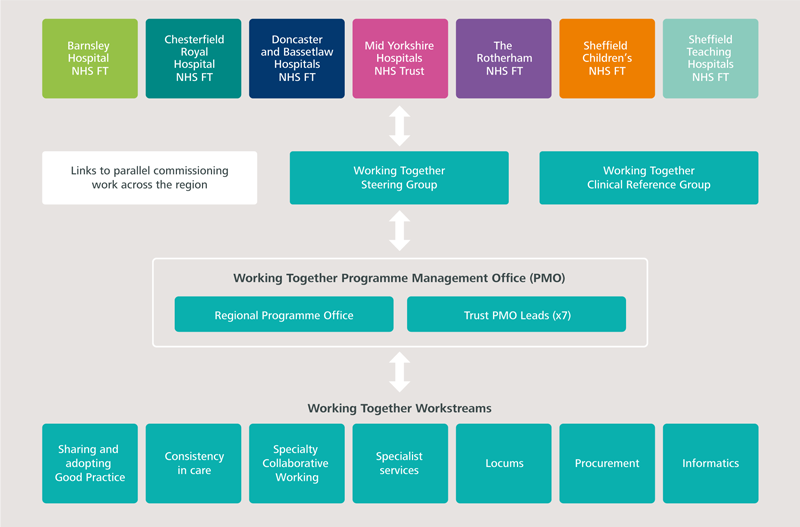 Barnsley
Hospital
NHS FT
Chesterfield
Royal
Hospital
NHS FT
Doncaster
and Bassetlaw
Hospitals
NHS FT
Mid Yorkshire
Hospitals
NHS Trust
The
Rotherham
NHS FT
Sheffield
Children's
NHS FT
Sheffield
Teaching
Hospitals
NHS FT
Links to parallel commissioning
work across the region
Working Together
Steering Group
Working Together
Clinical Reference Group
Working Together Programme Management Office (PMO)
Regional Programme Office
Trust PMO Leads (x7)
Working Together Workstreams
Sharing and
adopting
Good Practice
Consistency
in care
Specialty
Collaborative
Working
Specialist
services
Locums
Procurement
Informatics